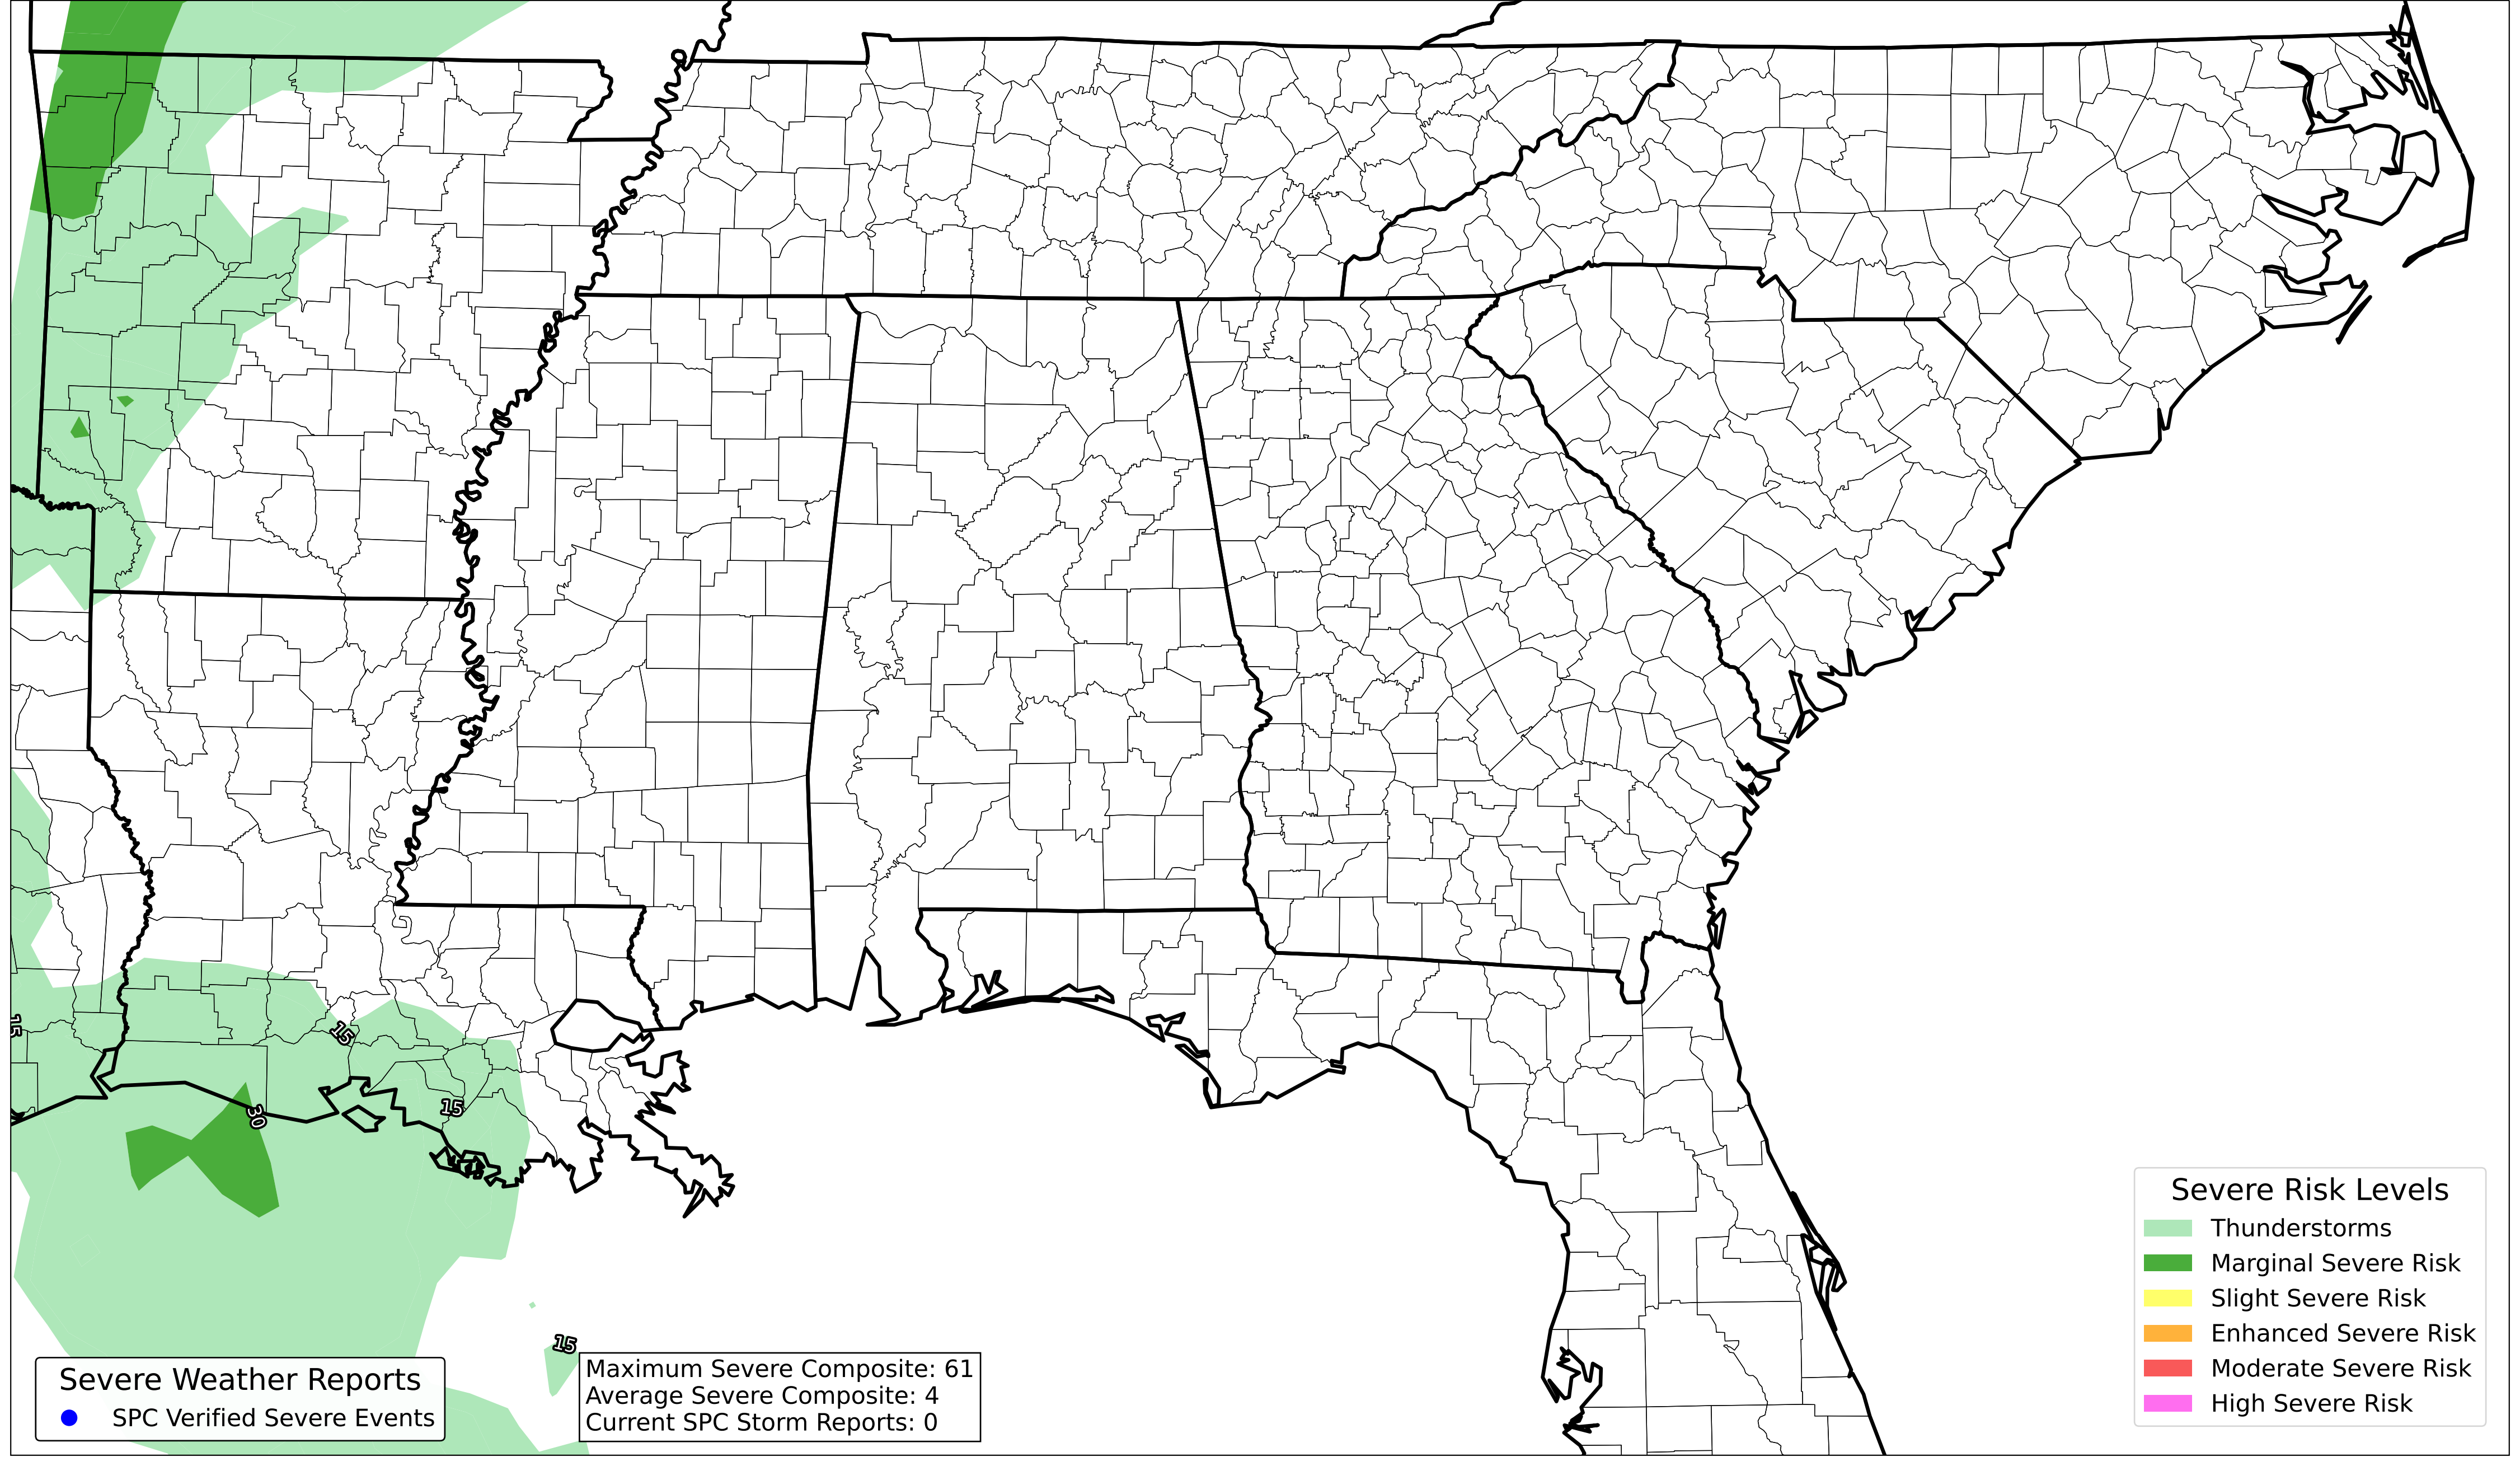 15
15
15
30
15
Severe Weather Reports
SPC Verified Severe Events
Maximum Severe Composite: 61
Average Severe Composite: 4
Current SPC Storm Reports: 0
Severe Risk Levels
Thunderstorms
Marginal Severe Risk
Slight Severe Risk
Enhanced Severe Risk
Moderate Severe Risk
High Severe Risk